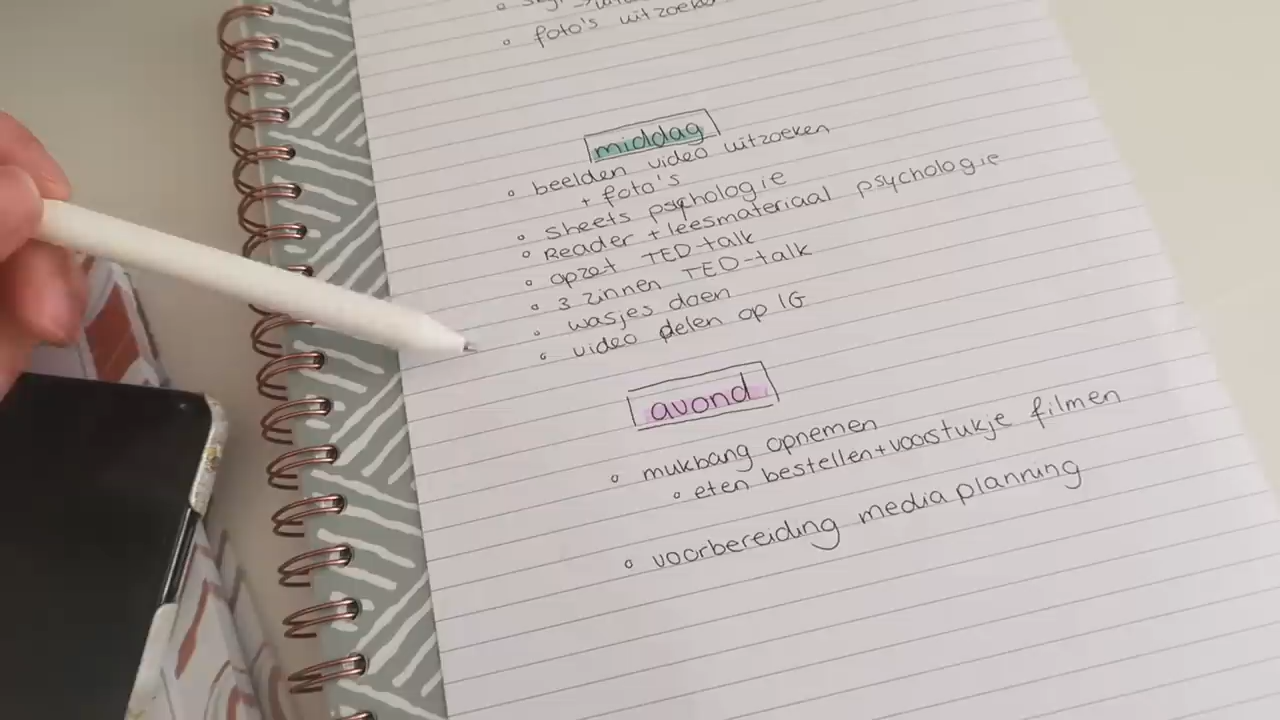 foto's uitzoeken
middag
beelden video uitzoeken
+ foto's
sheets psychologie
Reader + leesmateriaal psychologie
opzet TED-talk
3 zinnen TED-talk
wasjes doen
video delen op IG
avond
mukbang opnemen
eten bestellen + voorstukje filmen
voorbereiding media planning